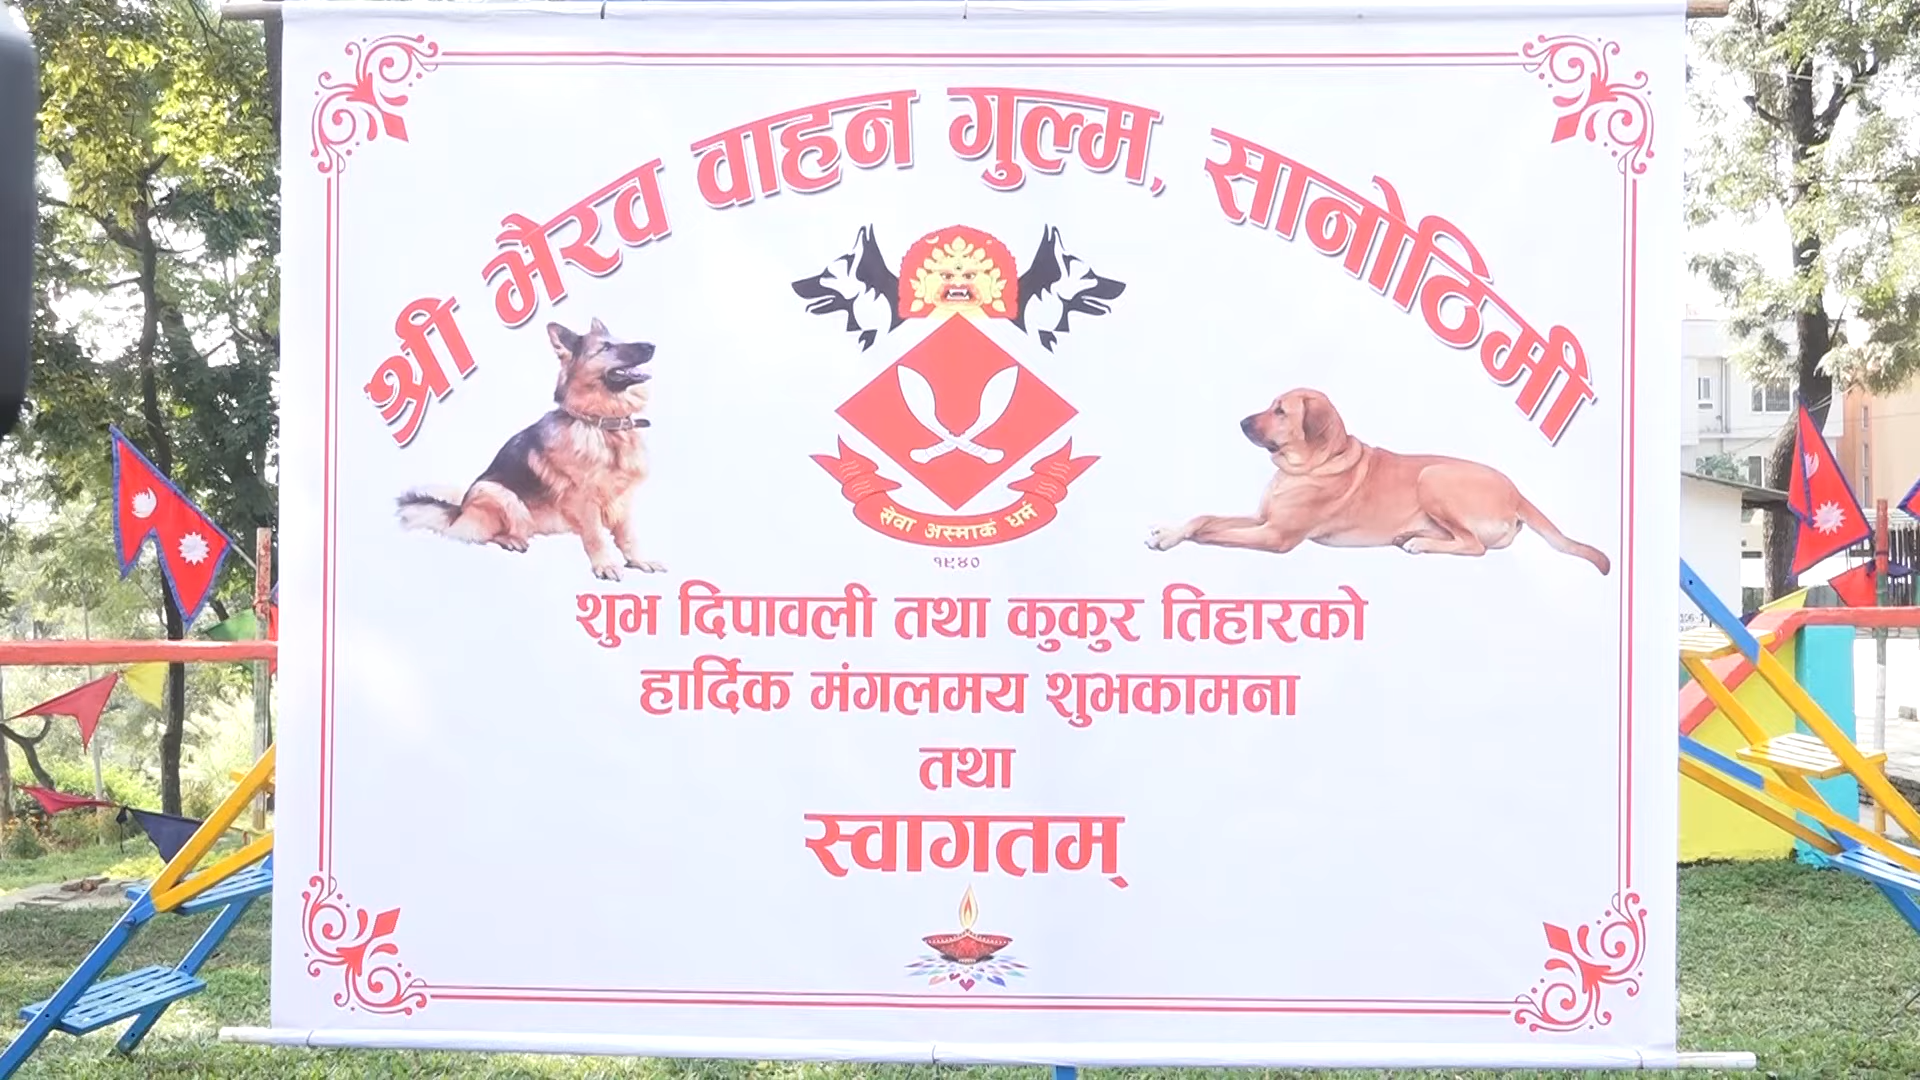 श्री भैरव वाहन गुल्म, सानोठिमी
सेवा अस्माकं धर्मं
१९४०
शुभ दिपावली तथा कुकुर तिहारको
हार्दिक मंगलमय शुभकामना
तथा
स्वागतम्